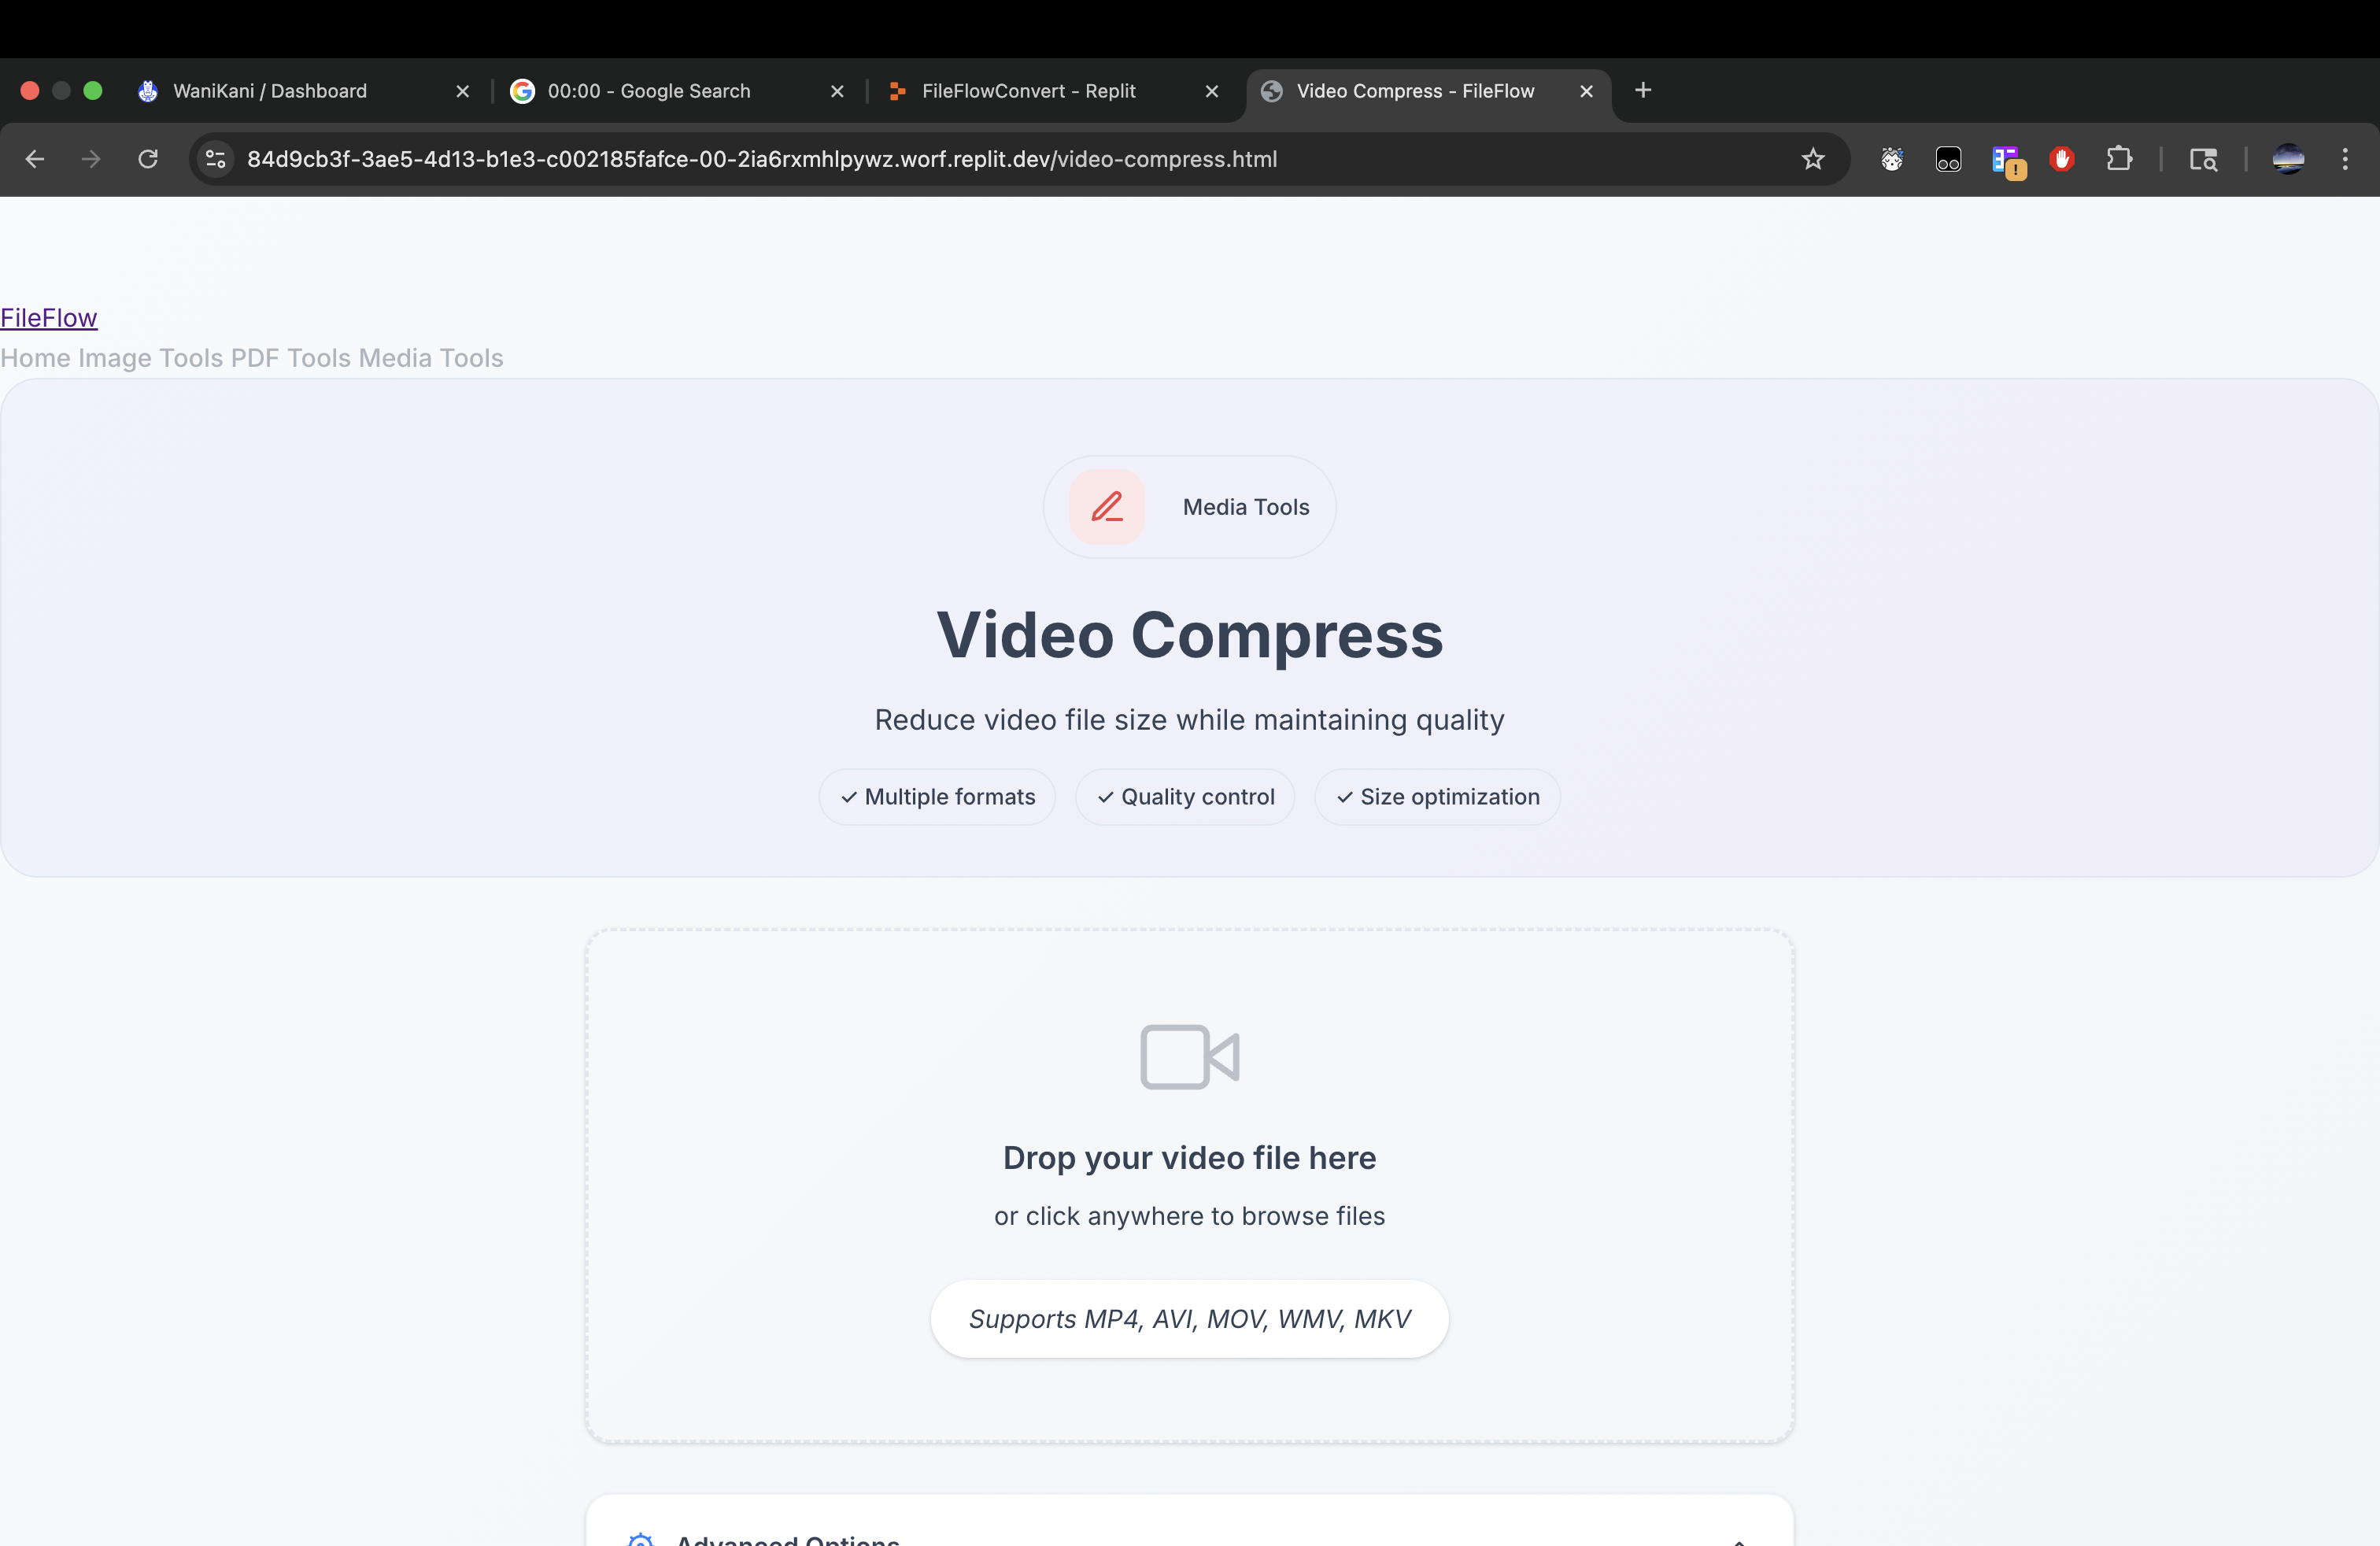 WaniKani / Dashboard
00:00 - Google Search
FileFlowConvert - Replit
Video Compress - FileFlow
84d9cb3f-3ae5-4d13-b1e3-c002185fafce-00-2ia6rxmhlpywz.worf.replit.dev/video-compress.html
FileFlow
Home Image Tools PDF Tools Media Tools
Media Tools
Video Compress
Reduce video file size while maintaining quality
✓ Multiple formats
✓ Quality control
✓ Size optimization
Drop your video file here
or click anywhere to browse files
Supports MP4, AVI, MOV, WMV, MKV
Advanced Options